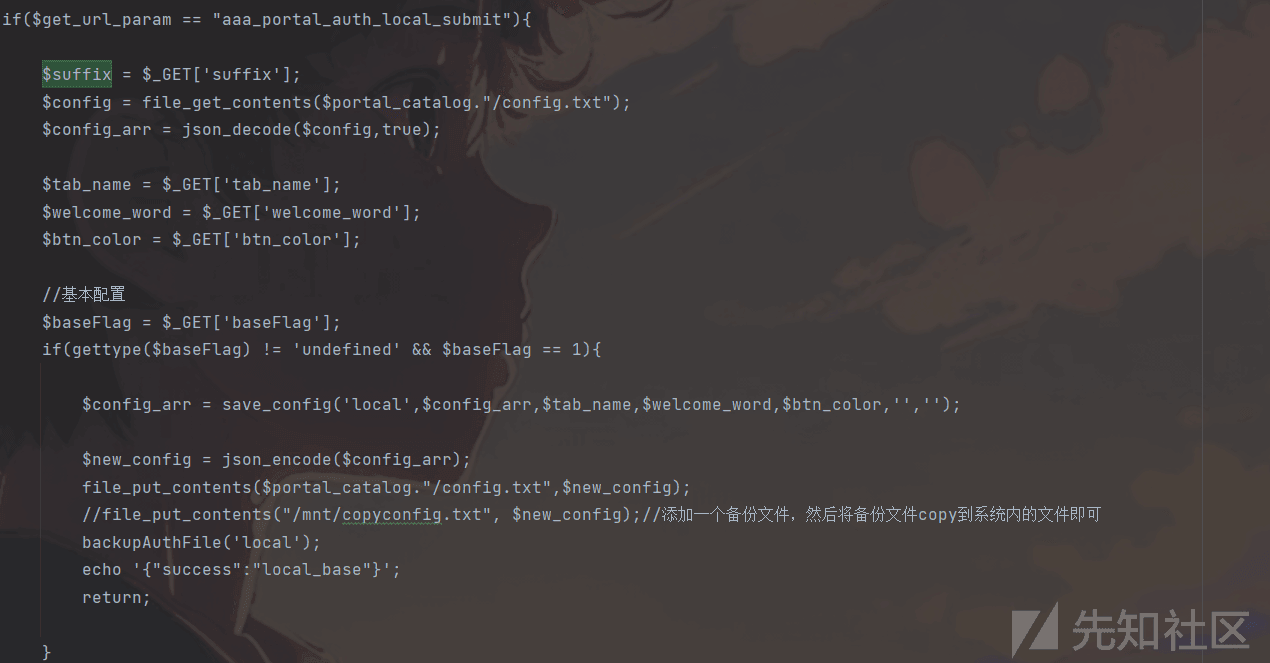 if($get_url_param == "aaa_portal_auth_local_submit"){
$suffix = $_GET['suffix'];
$config = file_get_contents($portal_catalog."/config.txt");
$config_arr = json_decode($config,true);
$tab_name = $_GET['tab_name'];
$welcome_word = $_GET['welcome_word'];
$btn_color = $_GET['btn_color'];
//基本配置
$baseFlag = $_GET['baseFlag'];
if(gettype($baseFlag) != 'undefined' && $baseFlag == 1){
$config_arr = save_config('local',$config_arr,$tab_name,$welcome_word,$btn_color,'','');
$new_config = json_encode($config_arr);
file_put_contents($portal_catalog."/config.txt",$new_config);
//file_put_contents("/mnt/copyconfig.txt", $new_config);//添加一个备份文件，然后将备份文件copy到系统内的文件即可
backupAuthFile('local');
echo '{"success":"local_base"}';
return;
}
先知社区